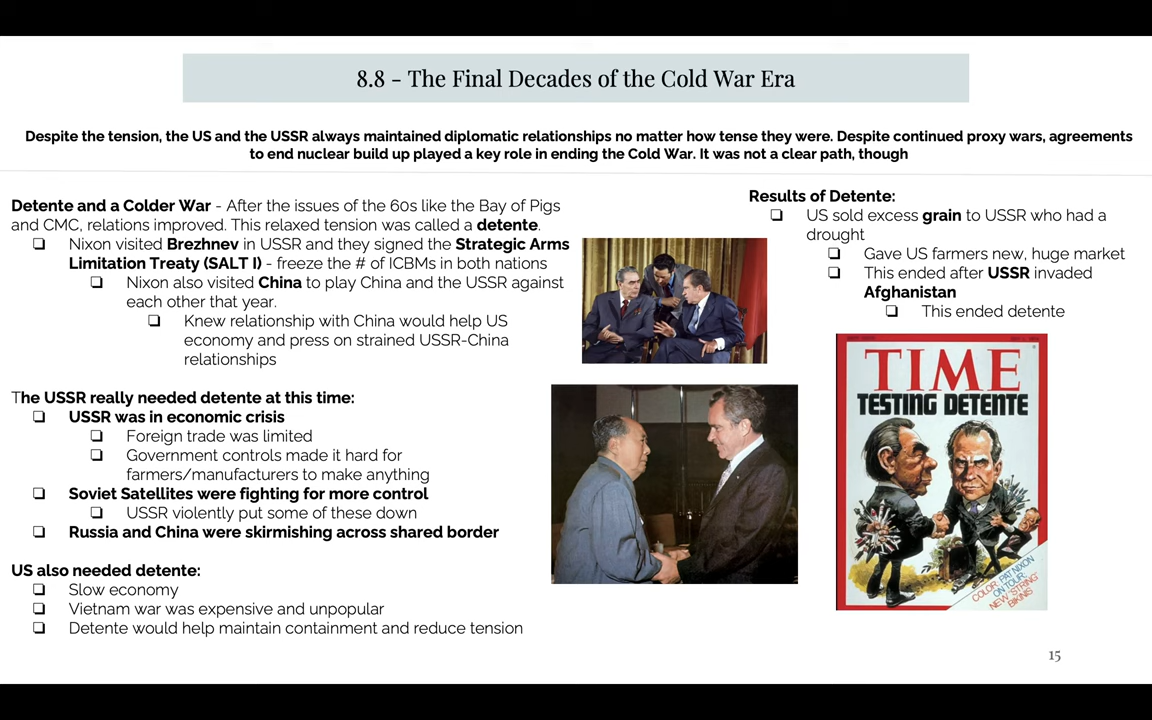 8.8 - The Final Decades of the Cold War Era
Despite the tension, the US and the USSR always maintained diplomatic relationships no matter how tense they were. Despite continued proxy wars, agreements
to end nuclear build up played a key role in ending the Cold War. It was not a clear path, though
Detente and a Colder War - After the issues of the 60s like the Bay of Pigs
and CMC, relations improved. This relaxed tension was called a detente.
❏ Nixon visited Brezhnev in USSR and they signed the Strategic Arms
Limitation Treaty (SALT I) - freeze the # of ICBMs in both nations
❏ Nixon also visited China to play China and the USSR against
each other that year.
❏ Knew relationship with China would help US
economy and press on strained USSR-China
relationships
The USSR really needed detente at this time:
❏ USSR was in economic crisis
❏ Foreign trade was limited
❏ Government controls made it hard for
farmers/manufacturers to make anything
❏ Soviet Satellites were fighting for more control
❏ USSR violently put some of these down
❏ Russia and China were skirmishing across shared border
US also needed detente:
❏ Slow economy
❏ Vietnam war was expensive and unpopular
❏ Detente would help maintain containment and reduce tension
Results of Detente:
❏ US sold excess grain to USSR who had a
drought
❏ Gave US farmers new, huge market
❏ This ended after USSR invaded
Afghanistan
❏ This ended detente
TIME
TESTING DETENTE
COLOR: PAT NIXON
ON TOUR
NEW 'STRING'
BIKINIS
15